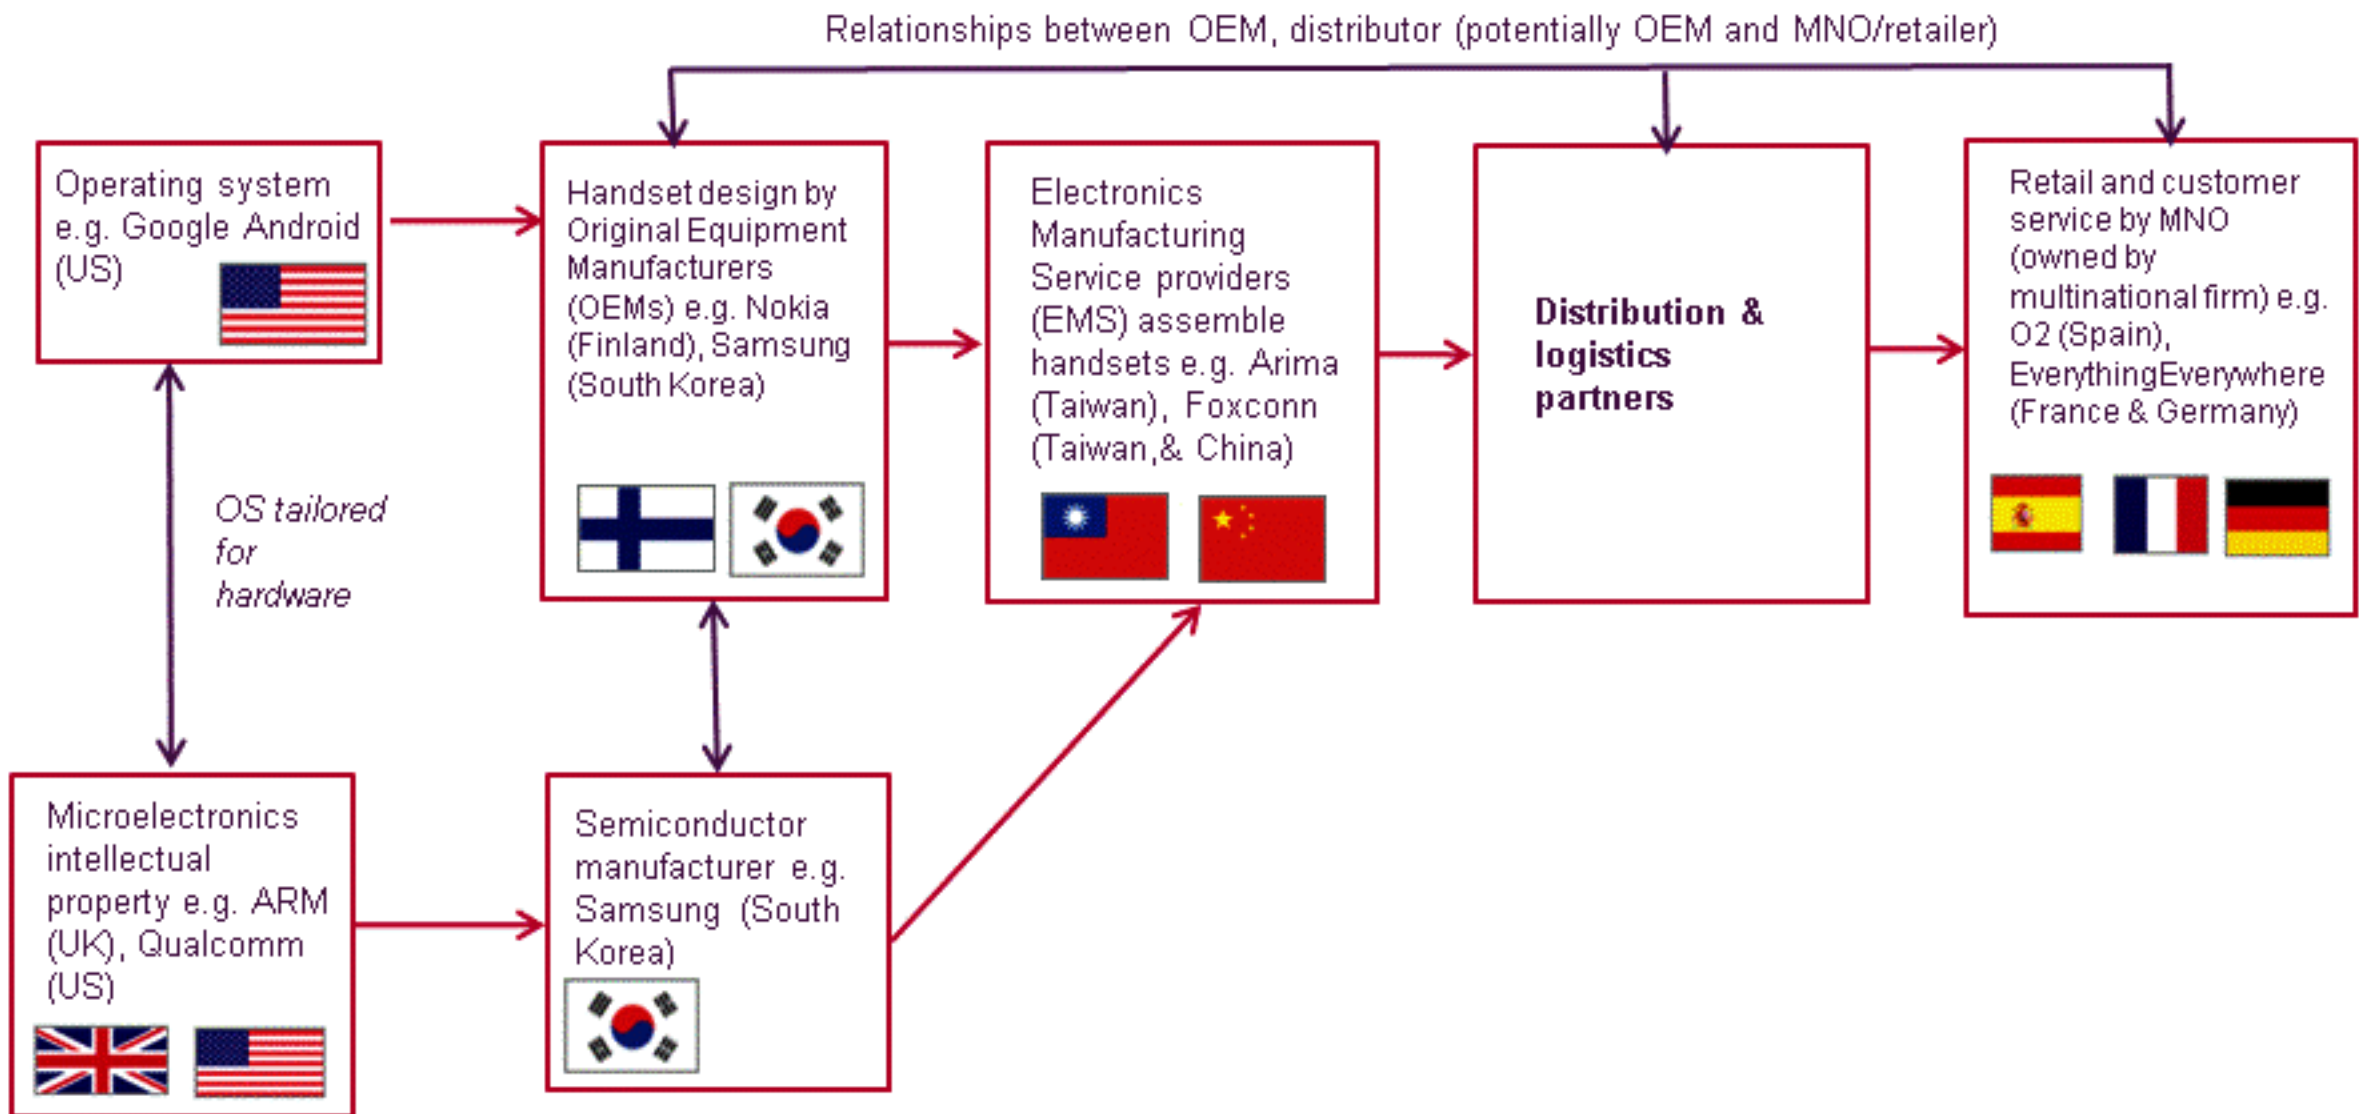 Relationships between OEM, distributor (potentially OEM and MNO/retailer)
Operating system
e.g. Google Android
(US)
Handset design by
Original Equipment
Manufacturers
(OEMs) e.g. Nokia
(Finland), Samsung
(South Korea)
Electronics
Manufacturing
Service providers
(EMS) assemble
handsets e.g. Arima
(Taiwan), Foxconn
(Taiwan,& China)
Distribution &
logistics
partners
Retail and customer
service by MNO
(owned by
multinational firm) e.g.
O2 (Spain),
EverythingEverywhere
(France & Germany)
OS tailored
for
hardware
Microelectronics
intellectual
property e.g. ARM
(UK), Qualcomm
(US)
Semiconductor
manufacturer e.g.
Samsung (South
Korea)